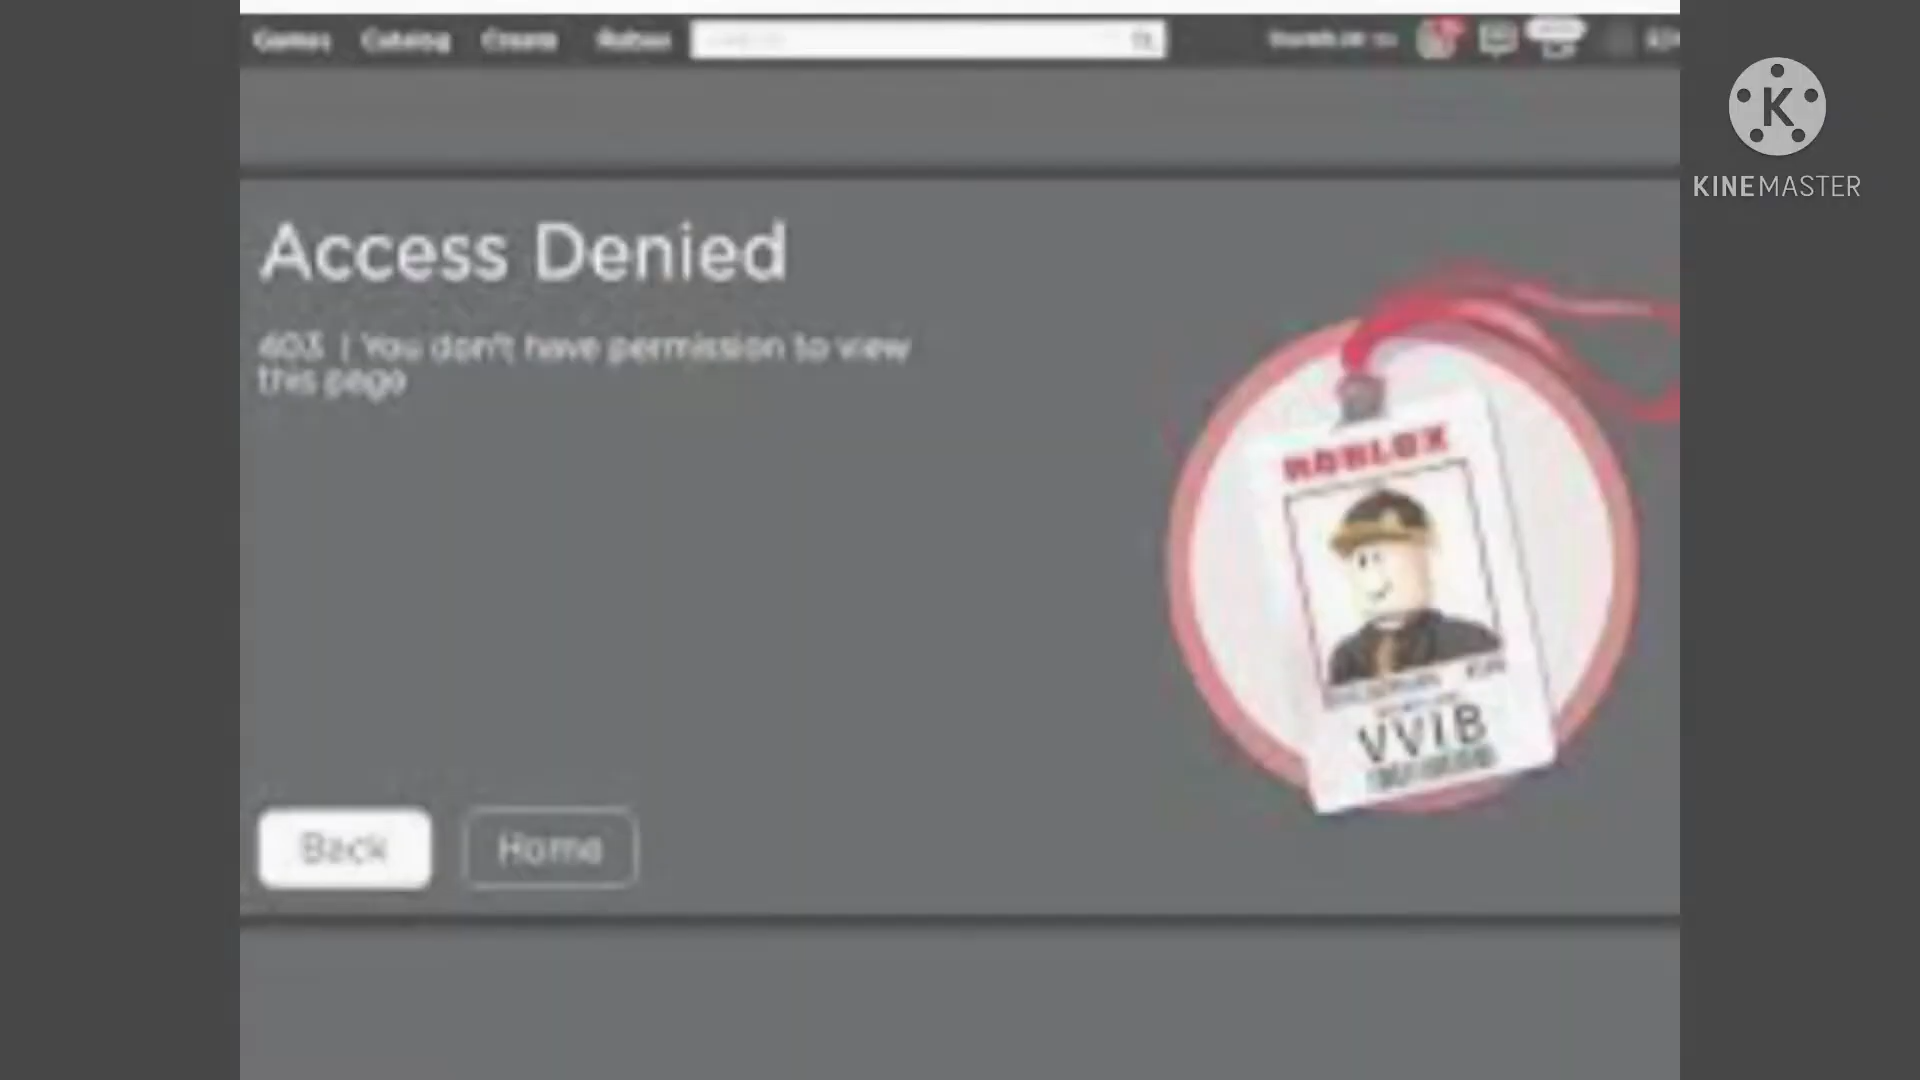 Games Catalog Create Robux
KINEMASTER
Access Denied
403 | You don't have permission to view
this page
ROBLOX
VVIB
Back Home